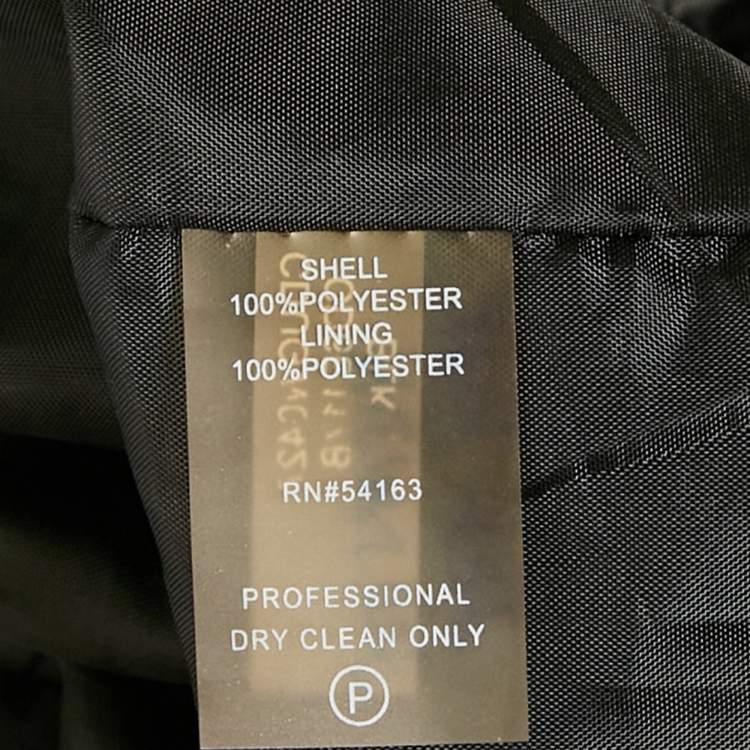 SHELL
100%POLYESTER
LINING
100%POLYESTER
RN#54163
PROFESSIONAL
DRY CLEAN ONLY
P